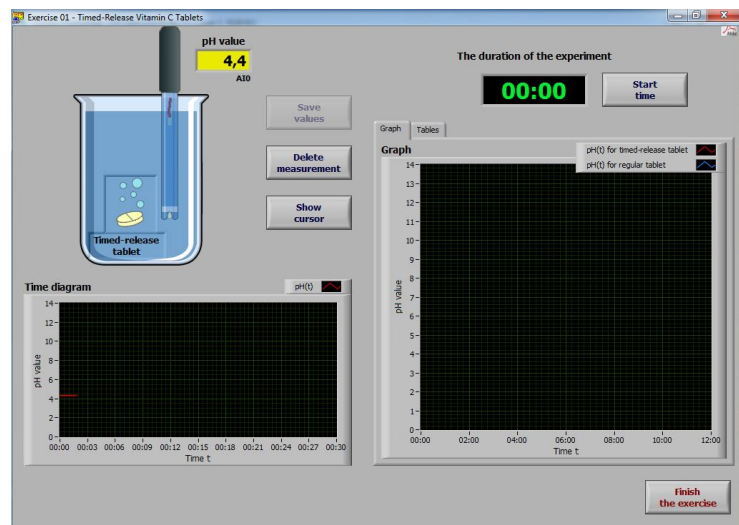 Exercise 01 - Timed-Release Vitamin C Tablets
pH value
4,4
AI0
Save
values
Delete
measurement
Show
cursor
Timed-release
tablet
The duration of the experiment
00:00
Start
time
Graph Tables
Graph
pH(t) for timed-release tablet
pH(t) for regular tablet
14
13
12
11
10
9
8
7
6
5
4
3
2
1
0
pH value
00:00 02:00 04:00 06:00 08:00 10:00 12:00
Time t
Time diagram
pH(t)
14
12
10
8
6
4
2
0
pH value
00:00 00:03 00:06 00:09 00:12 00:15 00:18 00:21 00:24 00:27 00:30
Time t
Finish
the exercise